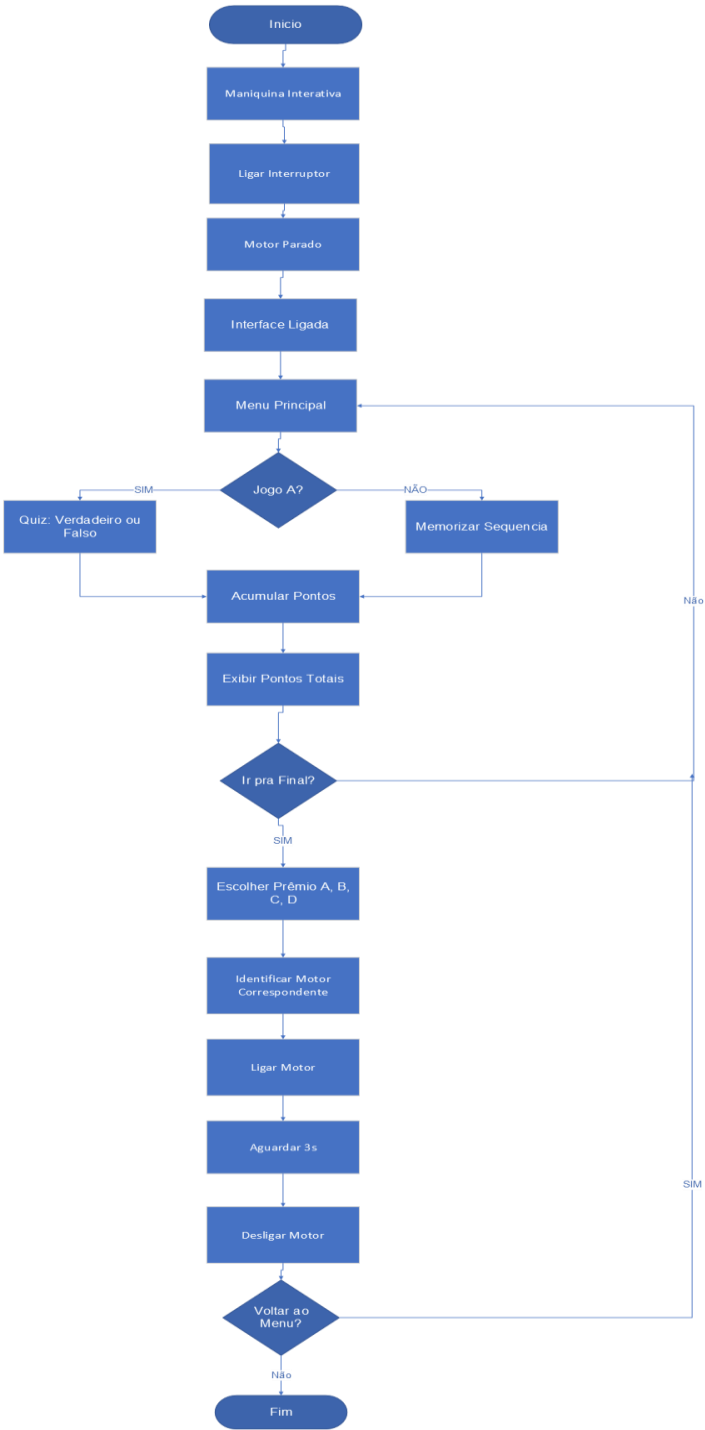 Inicio
Maniquina Interativa
Ligar Interruptor
Motor Parado
Interface Ligada
Menu Principal
Jogo A?
SIM
NÃO
Quiz: Verdadeiro ou
Falso
Memorizar Sequencia
Acumular Pontos
Não
Exibir Pontos Totais
Ir pra Final?
SIM
Escolher Prêmio A, B,
C, D
Identificar Motor
Correspondente
Ligar Motor
Aguardar 3s
SIM
Desligar Motor
Voltar ao
Menu?
Não
Fim